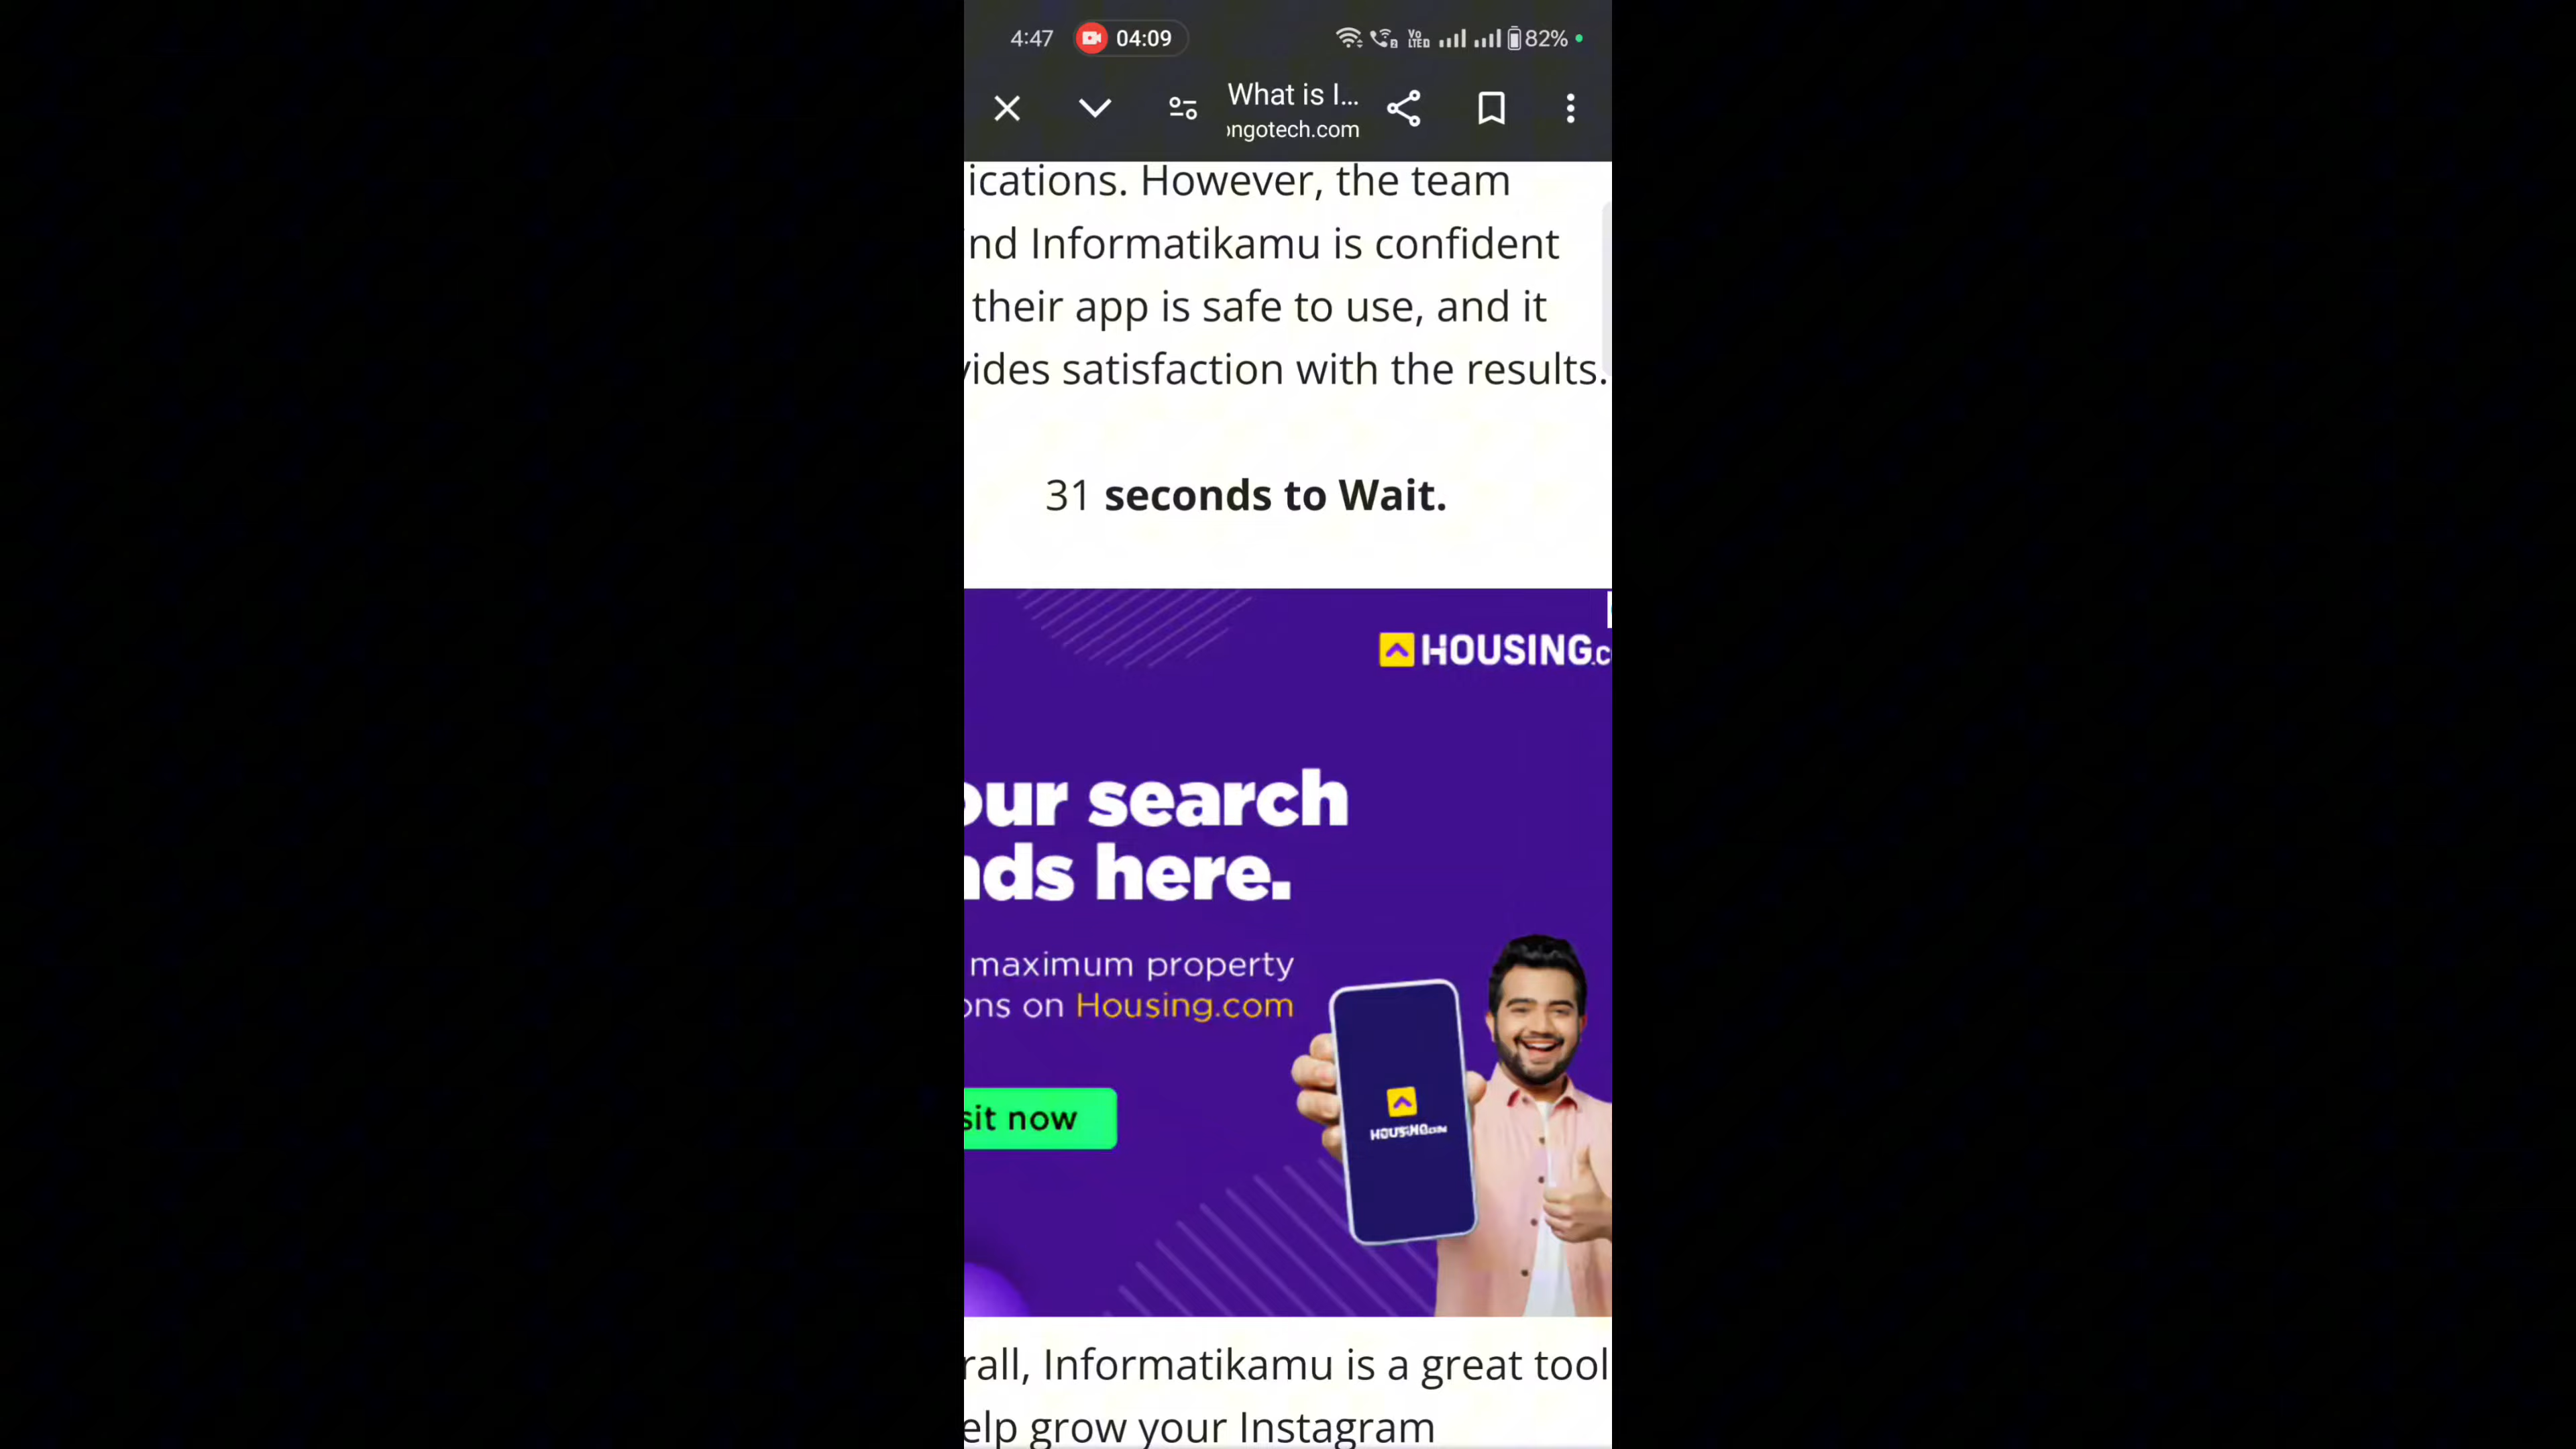 4:47 04:09 82%
What is I...
ngotech.com
ications. However, the team
nd Informatikamu is confident
their app is safe to use, and it
vides satisfaction with the results.
31 seconds to Wait.
HOUSING.c
our search
nds here.
maximum property
ons on Housing.com
sit now
rall, Informatikamu is a great tool
elp grow your Instagram